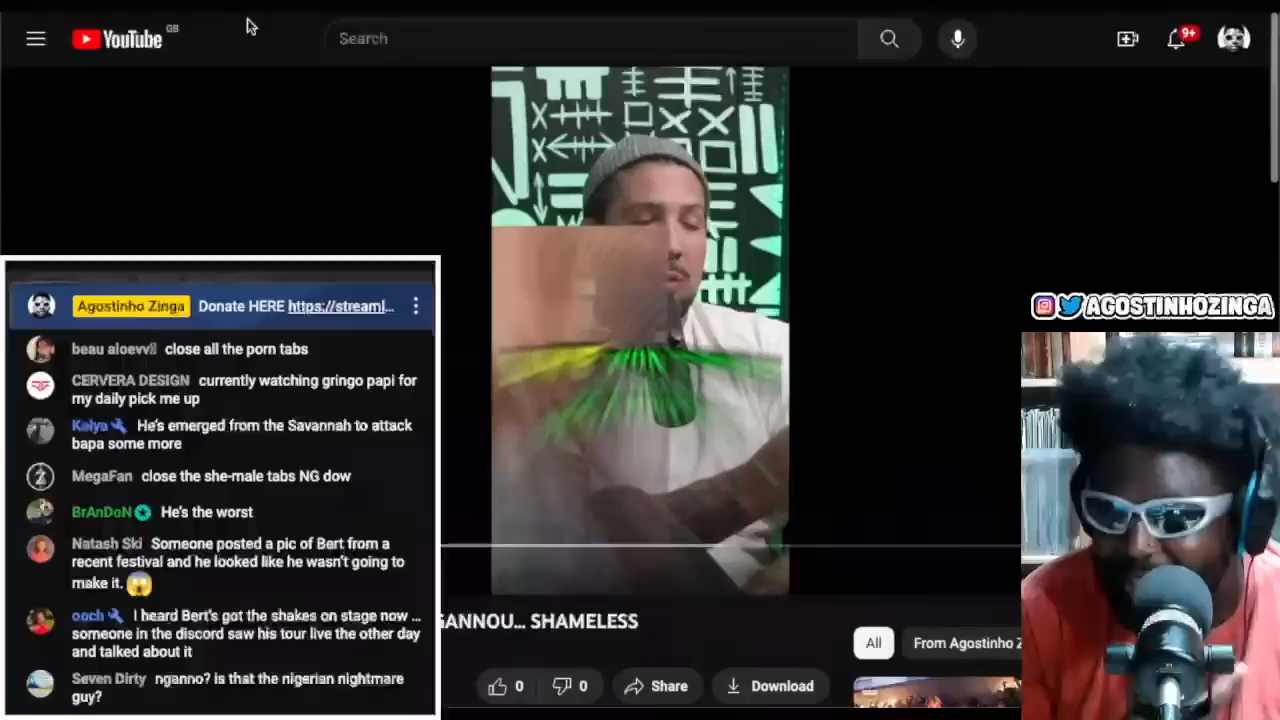 YouTube GB
Search
9+
Agostinho Zinga Donate HERE https://streaml...
beau aloevv close all the porn tabs
CERVERA DESIGN currently watching gringo papi for
my daily pick me up
Kalya He's emerged from the Savannah to attack
bapa some more
MegaFan close the she-male tabs NG dow
BrAnDoN He's the worst
Natash Ski Someone posted a pic of Bert from a
recent festival and he looked like he wasn't going to
make it.
ooch I heard Bert's got the shakes on stage now ...
someone in the discord saw his tour live the other day
and talked about it
Seven Dirty nganno? is that the nigerian nightmare
guy?
AGOSTINHOZINGA
GANNOU... SHAMELESS
0
0
Share
Download
All
From Agostinho Z